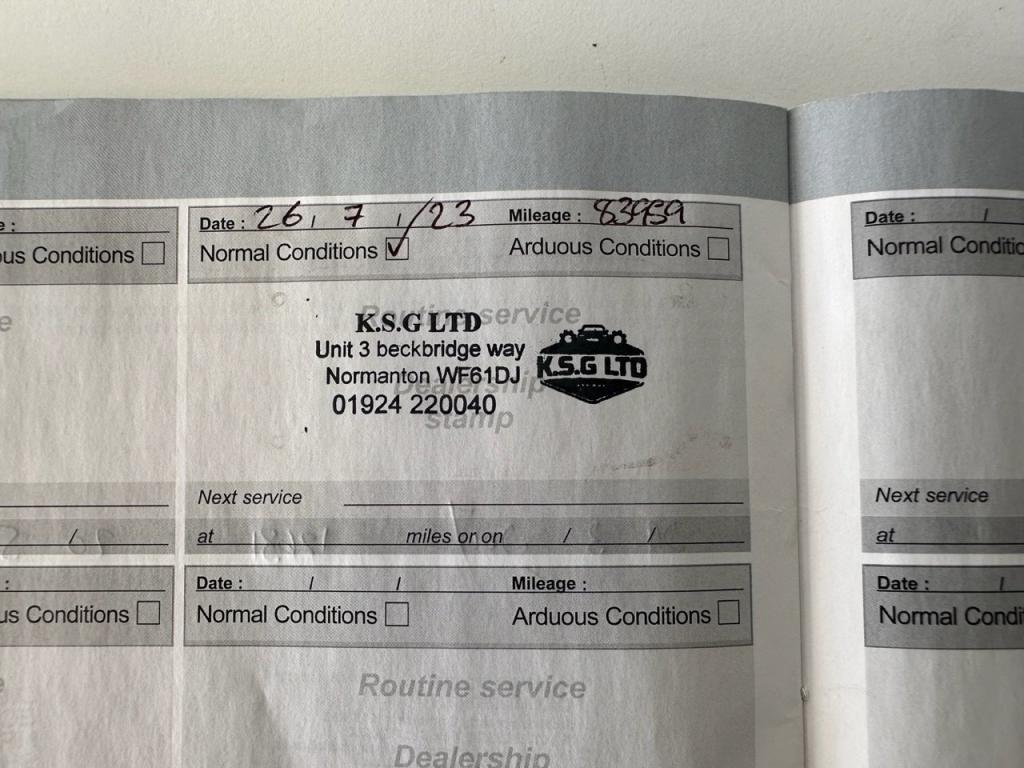 e :
ous Conditions
e
/
:
us Conditions
e
Date : 26 / 7 / 23 Mileage :
Normal Conditions ✓ Arduous Conditions
Routine service
Dealership
stamp
K.S.G LTD
Unit 3 beckbridge way
Normanton WF61DJ
01924 220040
K.S.G LTD
Next service
at miles or on / /
Date : / / Mileage :
Normal Conditions Arduous Conditions
Routine service
Dealership
Date : /
Normal Conditio
Next service
at
Date : /
Normal Condi